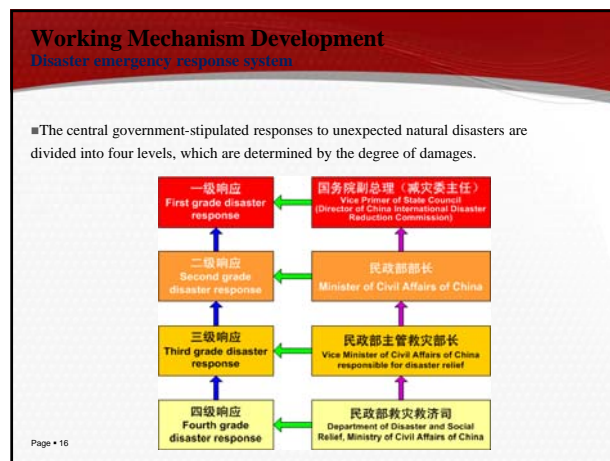 Working Mechanism Development
Disaster emergency response system
■The central government-stipulated responses to unexpected natural disasters are
divided into four levels, which are determined by the degree of damages.
一级响应
First grade disaster
response
国务院副总理（减灾委主任）
Vice Primer of State Council
(Director of China International Disaster
Reduction Commission)
二级响应
Second grade
disaster response
民政部部长
Minister of Civil Affairs of China
三级响应
Third grade disaster
response
民政部主管救灾部长
Vice Minister of Civil Affairs of China
responsible for disaster relief
四级响应
Fourth grade
disaster response
民政部救灾救济司
Department of Disaster and Social
Relief, Ministry of Civil Affairs of China
Page ▪ 16